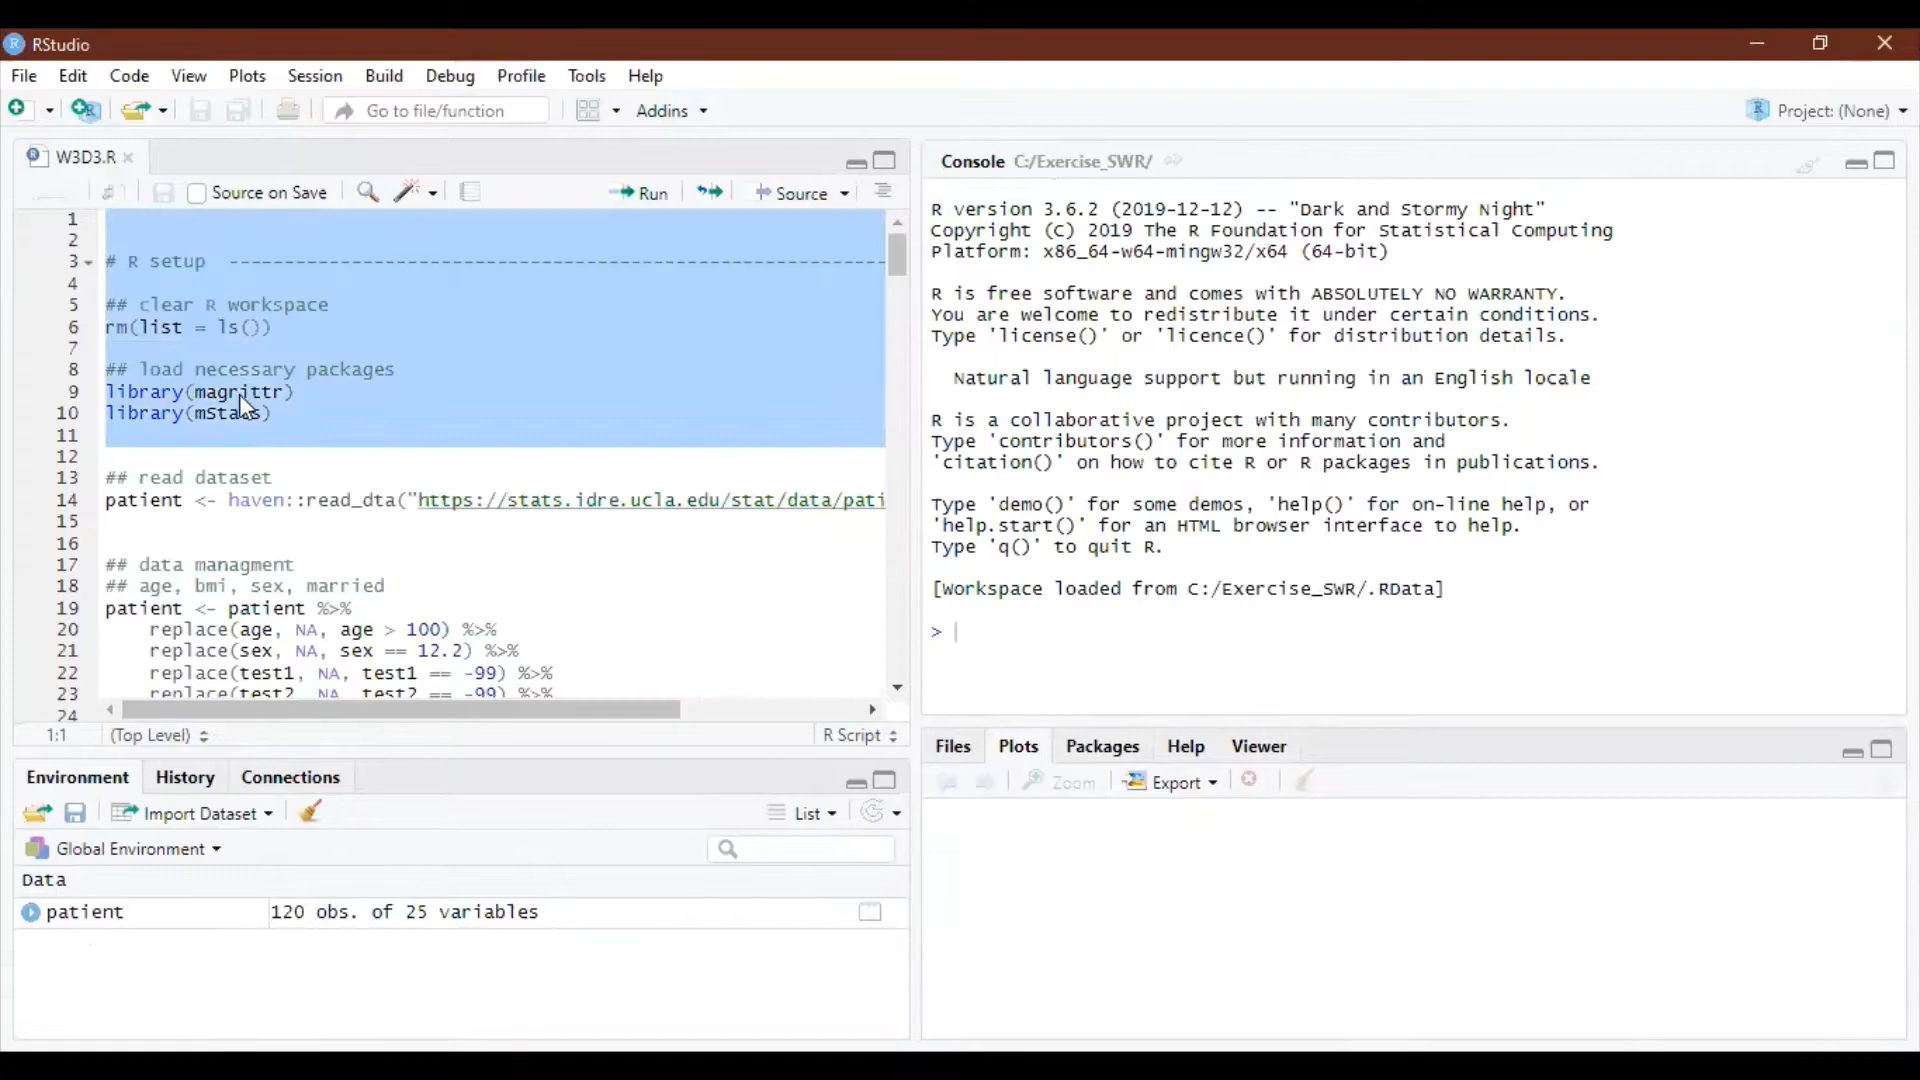 RStudio
File Edit Code View Plots Session Build Debug Profile Tools Help
Go to file/function Addins Project: (None)
W3D3.R
Source on Save Run Source
1
2
3 # R setup ---------------------------------------------------------------
4
5 ## clear R workspace
6 rm(list = ls())
7
8 ## load necessary packages
9 library(magrittr)
10 library(mStats)
11
12
13 ## read dataset
14 patient <- haven::read_dta("https://stats.idre.ucla.edu/stat/data/pati
15
16
17 ## data managment
18 ## age, bmi, sex, married
19 patient <- patient %>%
20 replace(age, NA, age > 100) %>%
21 replace(sex, NA, sex == 12.2) %>%
22 replace(test1, NA, test1 == -99) %>%
23 replace(test2, NA, test2 == -99) %>%
24
1:1 (Top Level) R Script
Environment History Connections
Import Dataset List
Global Environment
Data
patient 120 obs. of 25 variables
Console C:/Exercise_SWR/
R version 3.6.2 (2019-12-12) -- "Dark and Stormy Night"
Copyright (C) 2019 The R Foundation for Statistical Computing
Platform: x86_64-w64-mingw32/x64 (64-bit)
R is free software and comes with ABSOLUTELY NO WARRANTY.
You are welcome to redistribute it under certain conditions.
Type 'license()' or 'licence()' for distribution details.
Natural language support but running in an English locale
R is a collaborative project with many contributors.
Type 'contributors()' for more information and
'citation()' on how to cite R or R packages in publications.
Type 'demo()' for some demos, 'help()' for on-line help, or
'help.start()' for an HTML browser interface to help.
Type 'q()' to quit R.
[Workspace loaded from C:/Exercise_SWR/.RData]
>
Files Plots Packages Help Viewer
Zoom Export